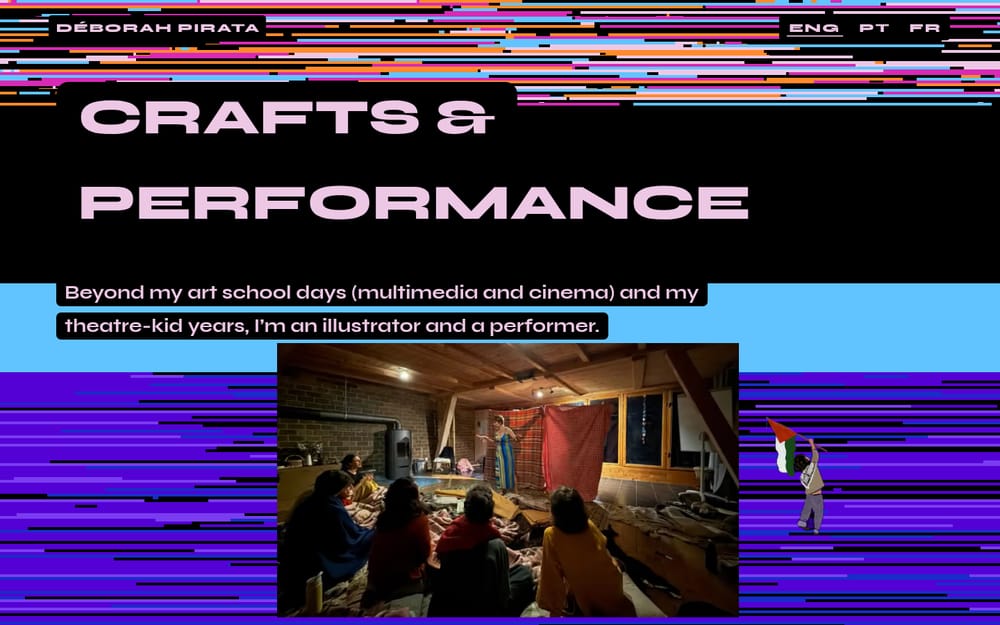 DÉBORAH PIRATA
ENG PT FR
CRAFTS &
PERFORMANCE
Beyond my art school days (multimedia and cinema) and my
theatre-kid years, I'm an illustrator and a performer.